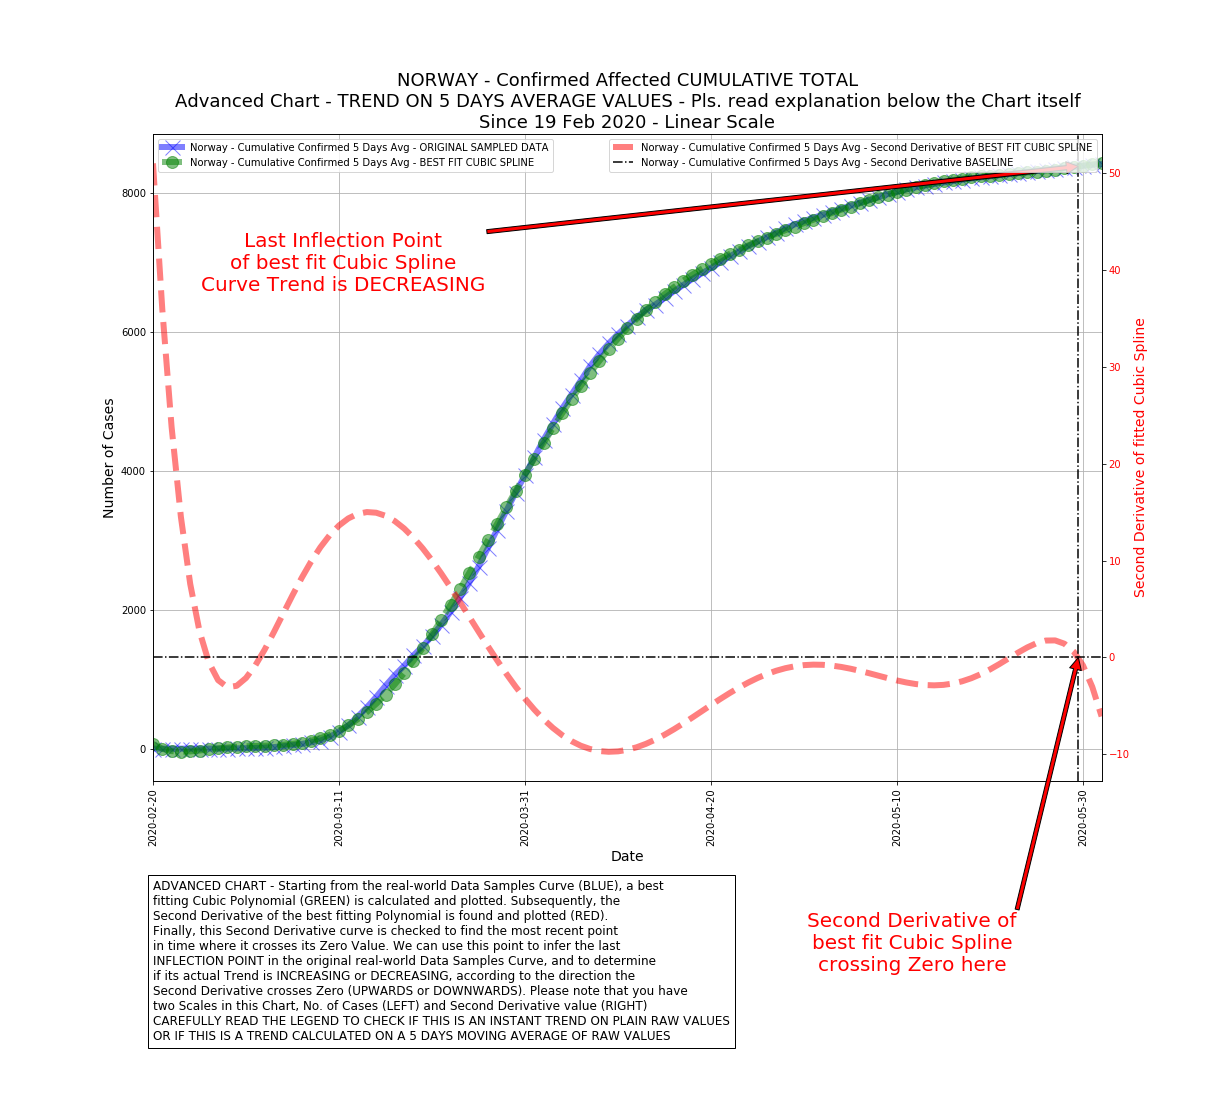 NORWAY - Confirmed Affected CUMULATIVE TOTAL
Advanced Chart - TREND ON 5 DAYS AVERAGE VALUES - Pls. read explanation below the Chart itself
Since 19 Feb 2020 - Linear Scale
Norway - Cumulative Confirmed 5 Days Avg - ORIGINAL SAMPLED DATA
Norway - Cumulative Confirmed 5 Days Avg - BEST FIT CUBIC SPLINE
Norway - Cumulative Confirmed 5 Days Avg - Second Derivative of BEST FIT CUBIC SPLINE
Norway - Cumulative Confirmed 5 Days Avg - Second Derivative BASELINE
Last Inflection Point
of best fit Cubic Spline
Curve Trend is DECREASING
Number of Cases
8000
6000
4000
2000
0
50
40
30
20
10
0
−10
Second Derivative of fitted Cubic Spline
2020-02-20
2020-03-11
2020-03-31
2020-04-20
2020-05-10
2020-05-30
Date
ADVANCED CHART - Starting from the real-world Data Samples Curve (BLUE), a best
fitting Cubic Polynomial (GREEN) is calculated and plotted. Subsequently, the
Second Derivative of the best fitting Polynomial is found and plotted (RED).
Finally, this Second Derivative curve is checked to find the most recent point
in time where it crosses its Zero Value. We can use this point to infer the last
INFLECTION POINT in the original real-world Data Samples Curve, and to determine
if its actual Trend is INCREASING or DECREASING, according to the direction the
Second Derivative crosses Zero (UPWARDS or DOWNWARDS). Please note that you have
two Scales in this Chart, No. of Cases (LEFT) and Second Derivative value (RIGHT)
CAREFULLY READ THE LEGEND TO CHECK IF THIS IS AN INSTANT TREND ON PLAIN RAW VALUES
OR IF THIS IS A TREND CALCULATED ON A 5 DAYS MOVING AVERAGE OF RAW VALUES
Second Derivative of
best fit Cubic Spline
crossing Zero here